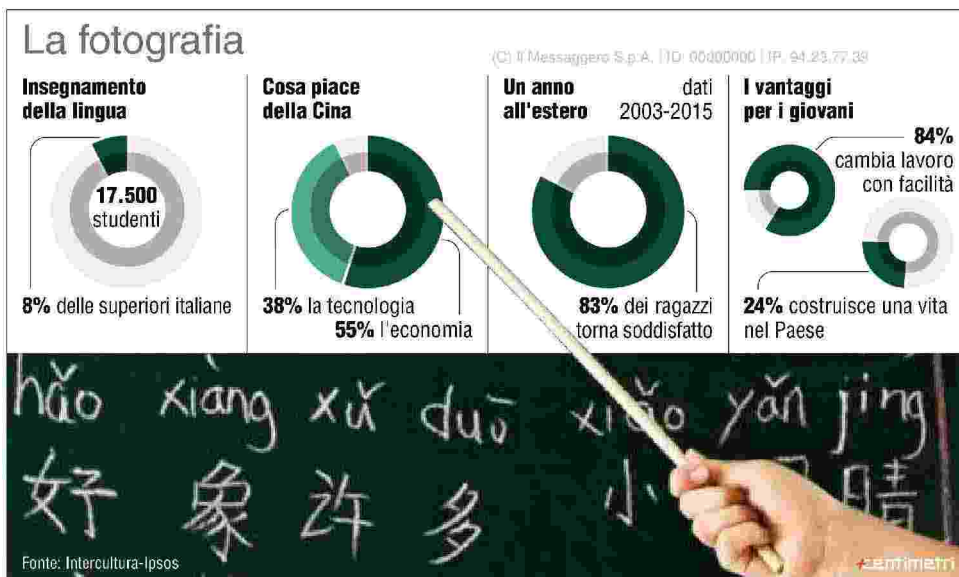 La fotografia
(C) Il Messaggero S.p.A. | ID: 00000000 | IP: 94.23.77.39
Insegnamento
della lingua
17.500
studenti
8% delle superiori italiane
Cosa piace
della Cina
38% la tecnologia
55% l'economia
Un anno
all'estero
dati
2003-2015
83% dei ragazzi
torna soddisfatto
I vantaggi
per i giovani
84%
cambia lavoro
con facilità
24% costruisce una vita
nel Paese
hǎo xiàng xǔ duō xiǎo yǎn jing
好 象 许 多 小 睛
Fonte: Intercultura-Ipsos
centimetri